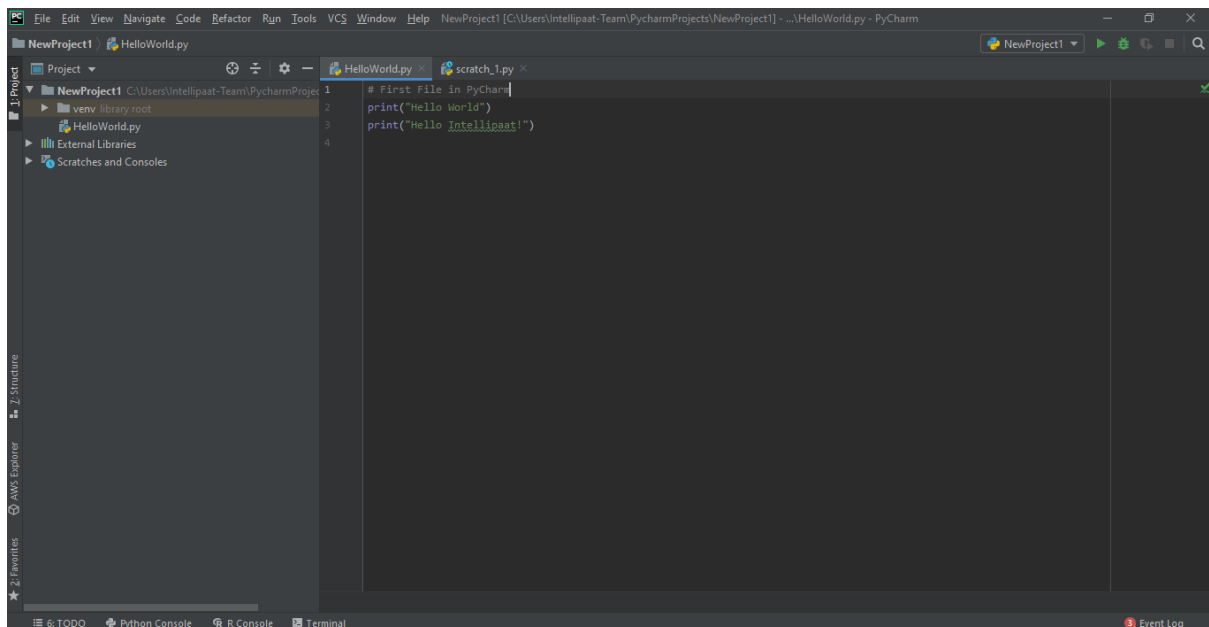 PC File Edit View Navigate Code Refactor Run Tools VCS Window Help NewProject1 [C:\Users\Intellipaat-Team\PycharmProjects\NewProject1] - ...\HelloWorld.py - PyCharm
NewProject1 HelloWorld.py NewProject1
1: Project
Project HelloWorld.py scratch_1.py
NewProject1 C:\Users\Intellipaat-Team\PycharmProjec
venv library root
HelloWorld.py
External Libraries
Scratches and Consoles
1 # First File in PyCharm
2 print("Hello World")
3 print("Hello Intellipaat!")
4
7: Structure
AWS Explorer
2: Favorites
6: TODO Python Console R Console Terminal 3 Event Log